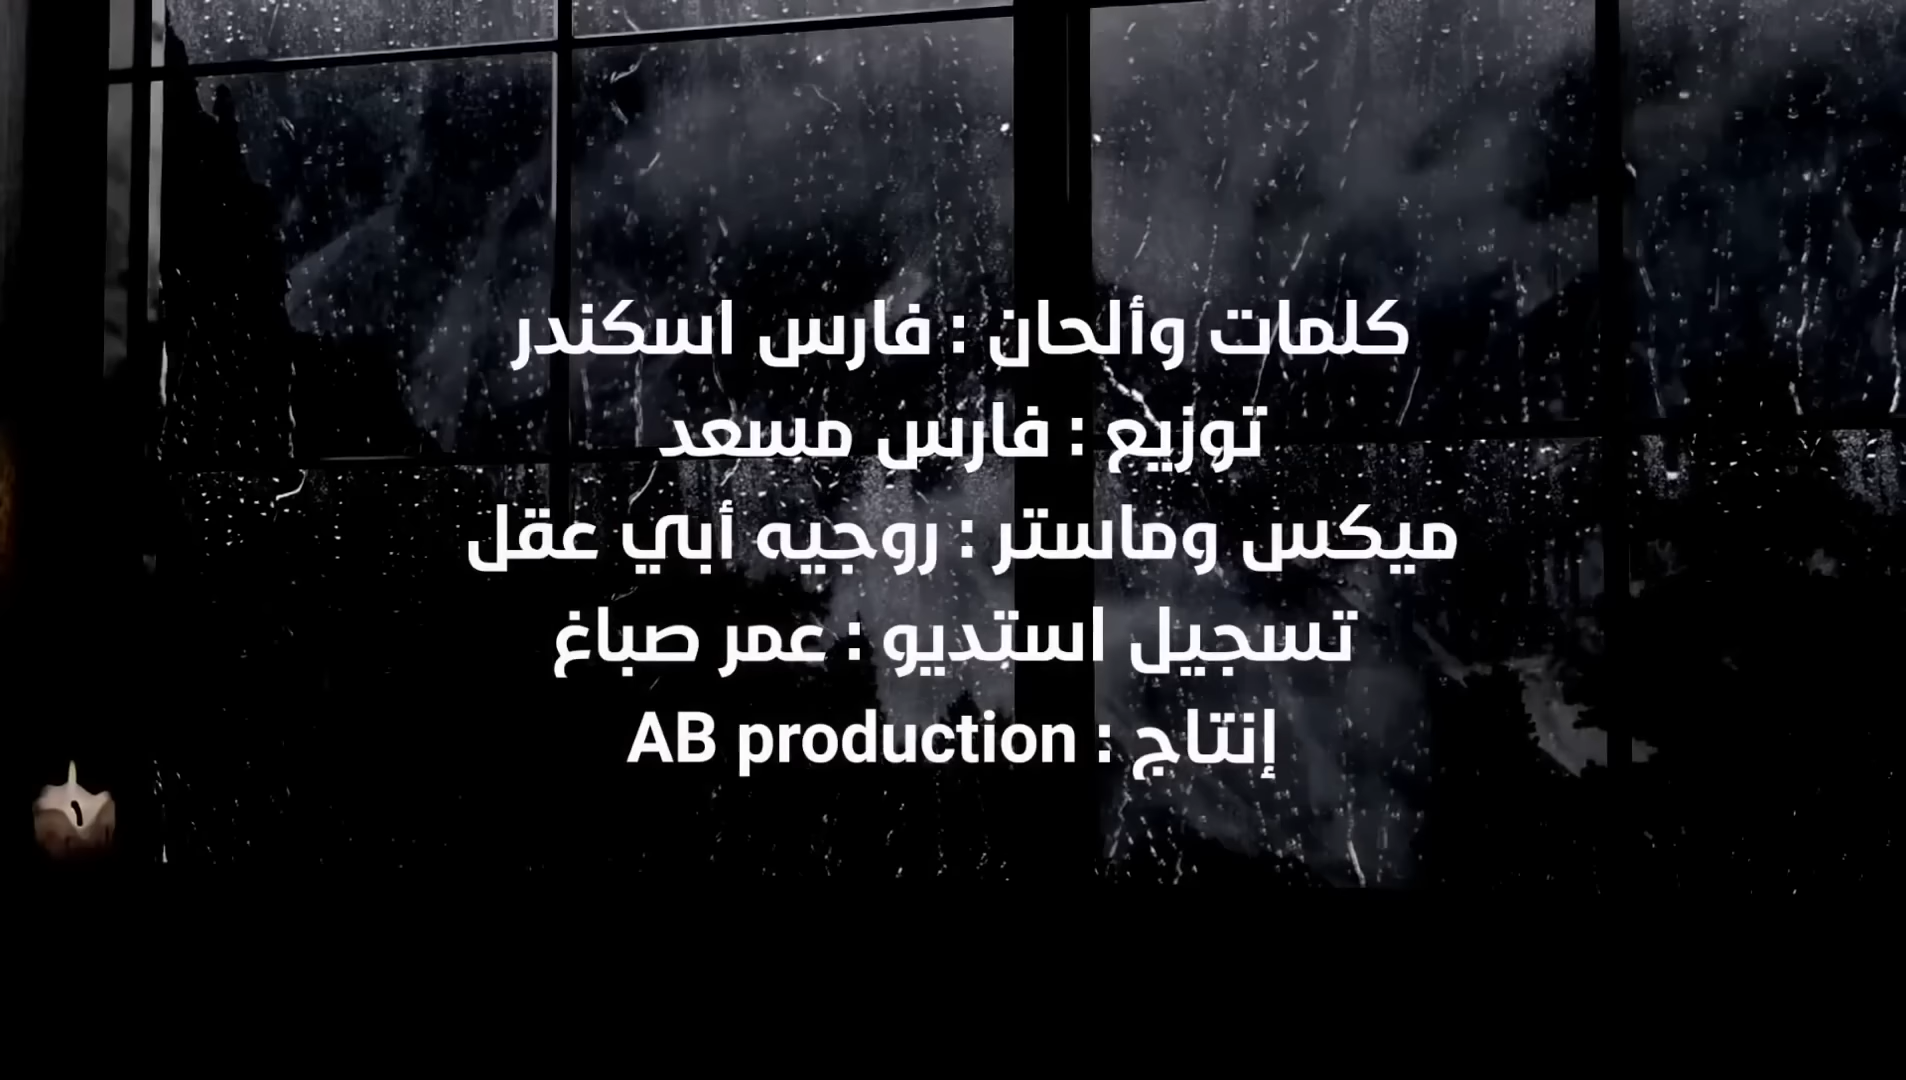 كلمات وألحان : فارس اسكندر
توزيع : فارس مسعد
ميكس وماستر : روجيه أبي عقل
تسجيل استديو : عمر صباغ
إنتاج : AB production